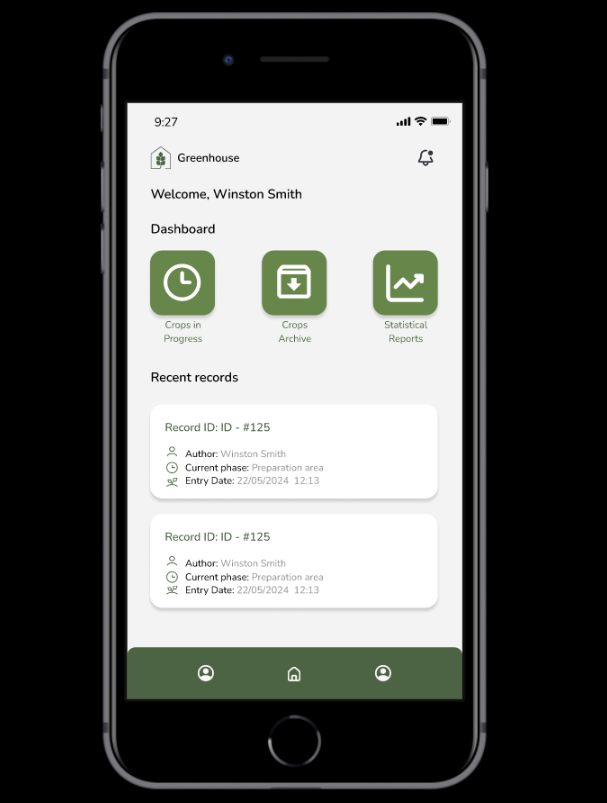 9:27
Greenhouse
Welcome, Winston Smith
Dashboard
Crops in
Progress
Crops
Archive
Statistical
Reports
Recent records
Record ID: ID - #125
Author: Winston Smith
Current phase: Preparation area
Entry Date: 22/05/2024 12:13
Record ID: ID - #125
Author: Winston Smith
Current phase: Preparation area
Entry Date: 22/05/2024 12:13